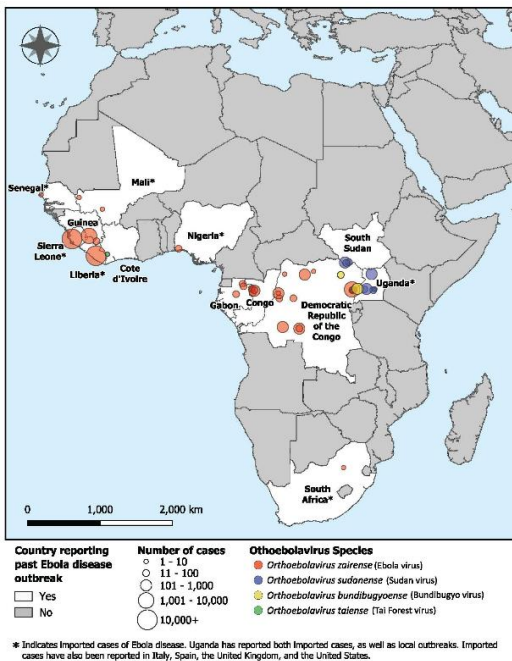 Senegal*
Mali*
Guinea
Sierra
Leone*
Liberia*
Cote
d'Ivoire
Nigeria*
South
Sudan
Uganda*
Gabon
Congo
Democratic
Republic
of the
Congo
South
Africa*
0 1,000 2,000 km
Country reporting
past Ebola disease
outbreak
Yes
No
Number of cases
1 - 10
11 - 100
101 - 1,000
1,001 - 10,000
10,000+
Othoebolavirus Species
Orthoebolavirus zairense (Ebola virus)
Orthoebolavirus sudanense (Sudan virus)
Orthoebolavirus bundibugyoense (Bundibugyo virus)
Orthoebolavirus taiense (Tai Forest virus)
* Indicates imported cases of Ebola disease. Uganda has reported both imported cases, as well as local outbreaks. Imported
cases have also been reported in Italy, Spain, the United Kingdom, and the United States.